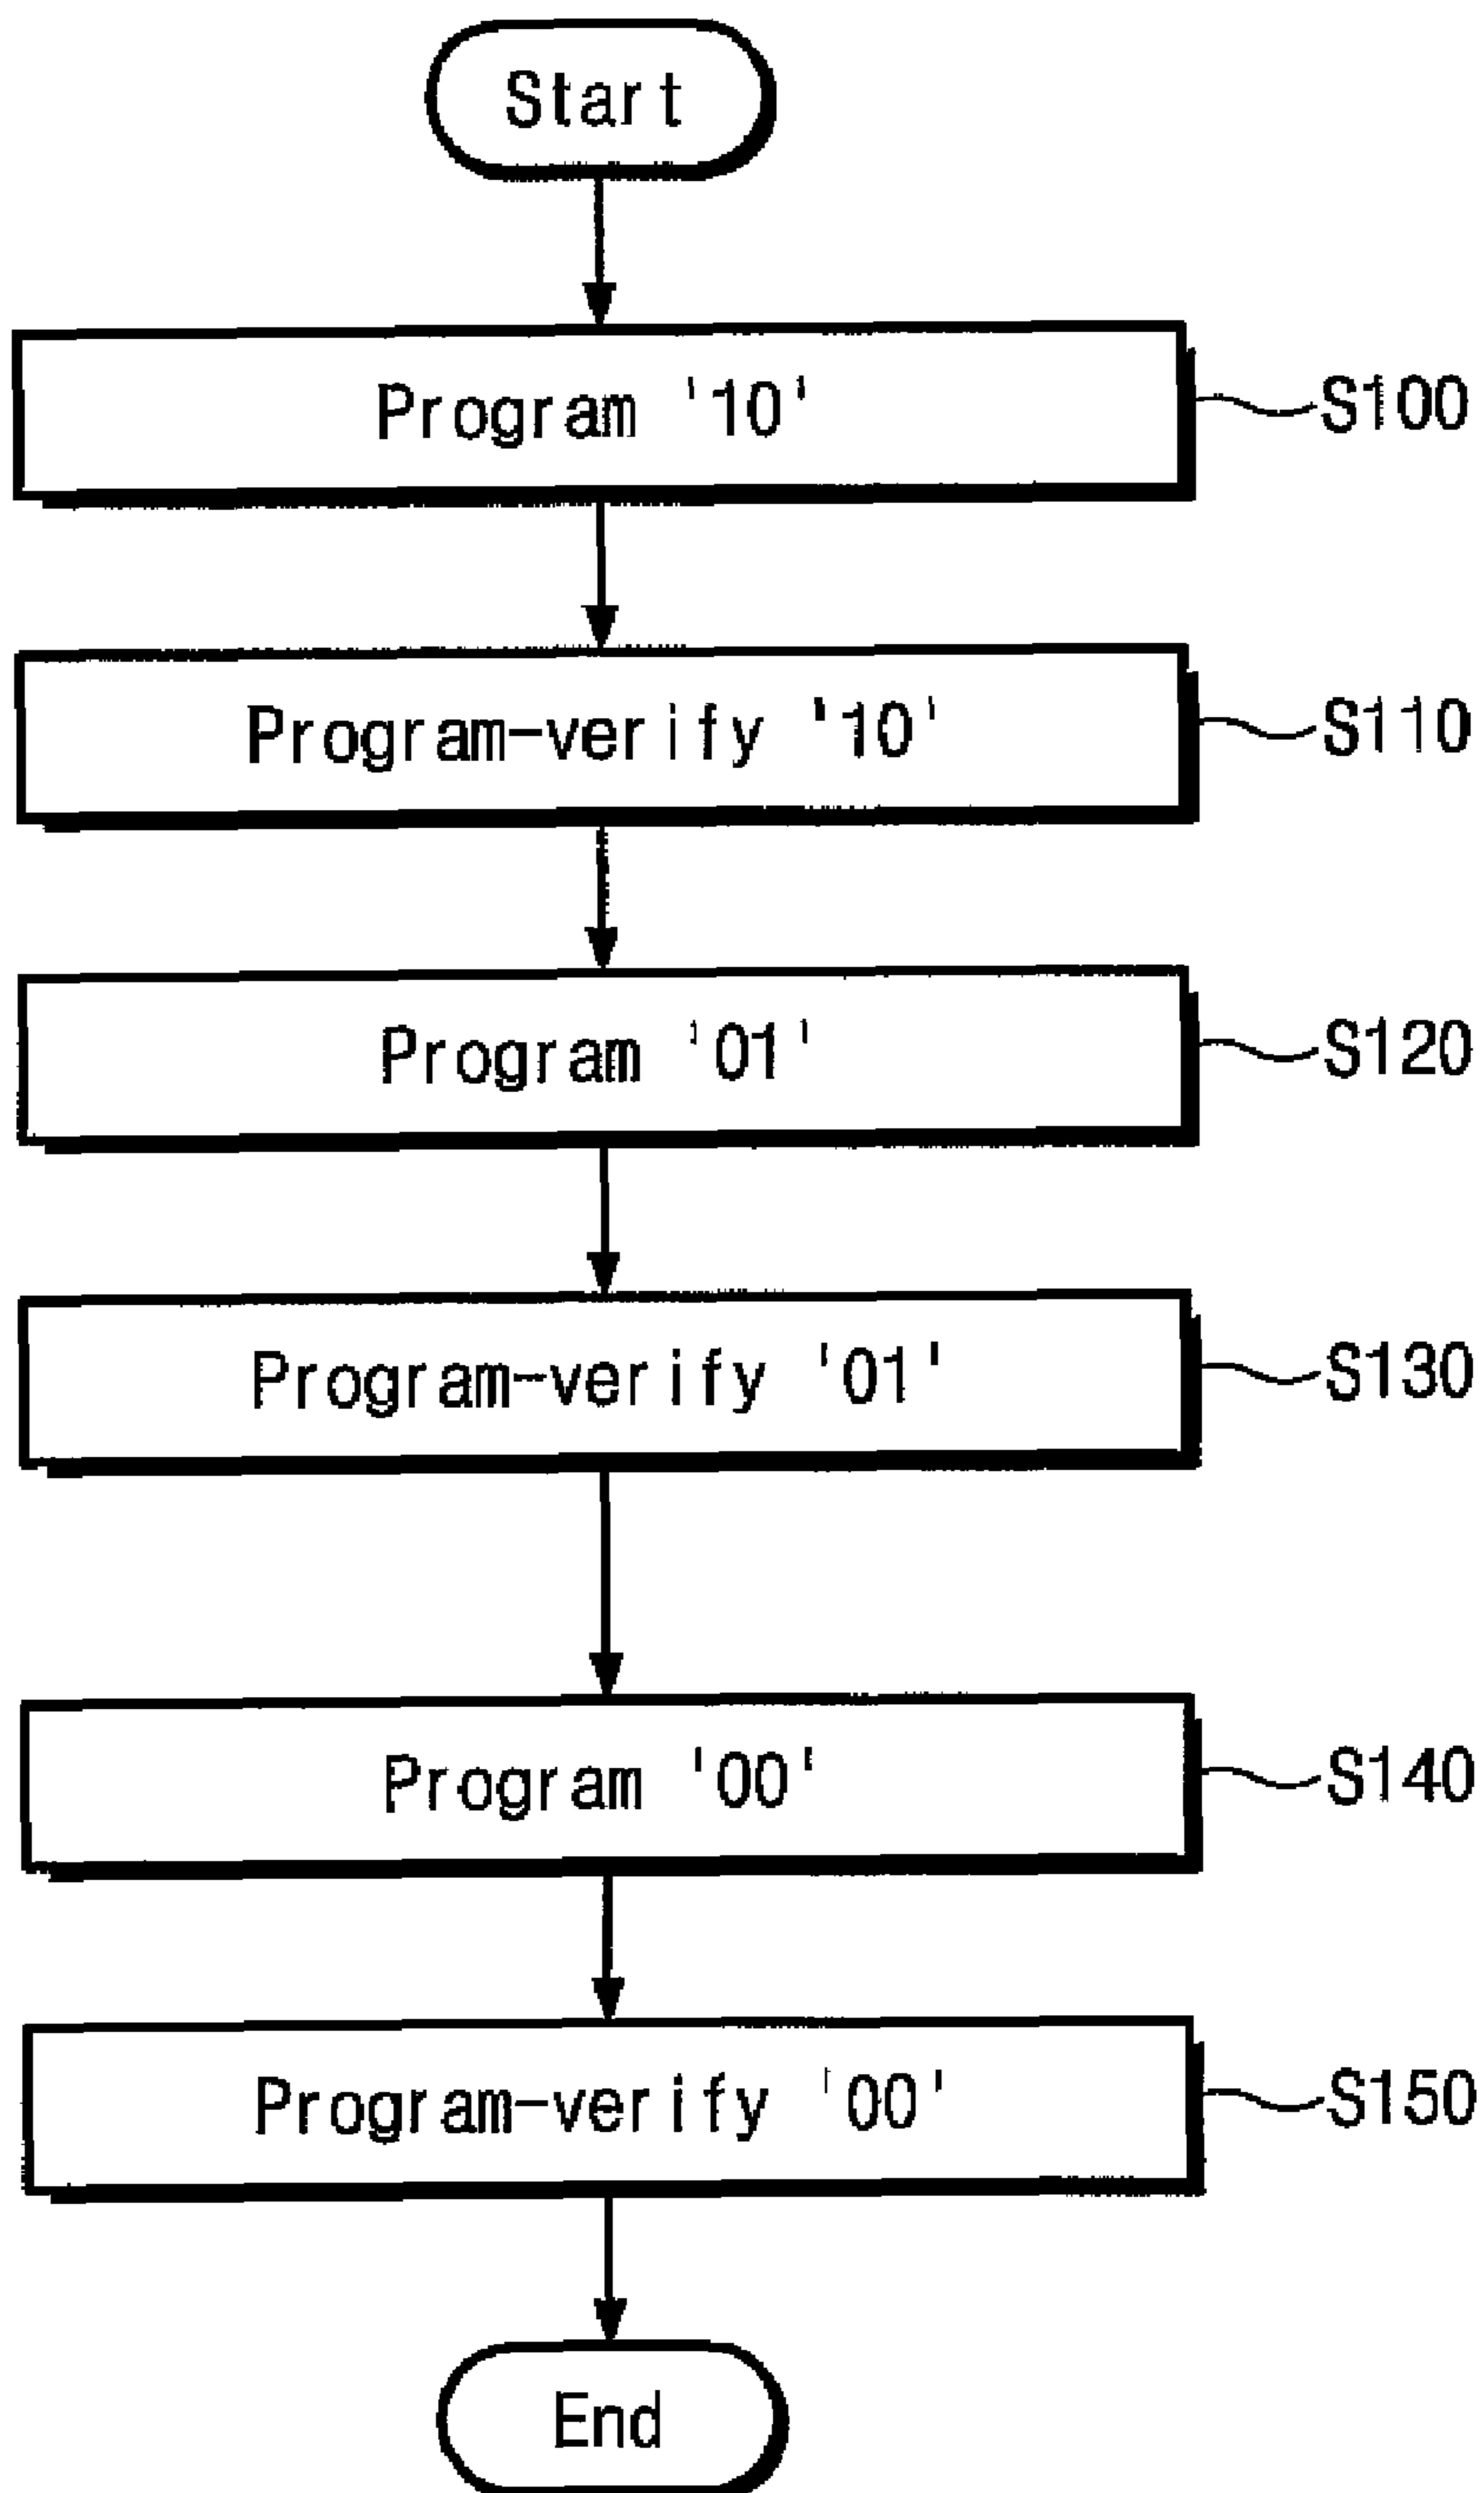 Start
Program '10' S100
Program-verify '10' S110
Program '01' S120
Program-verify '01' S130
Program '00' S140
Program-verify '00' S150
End